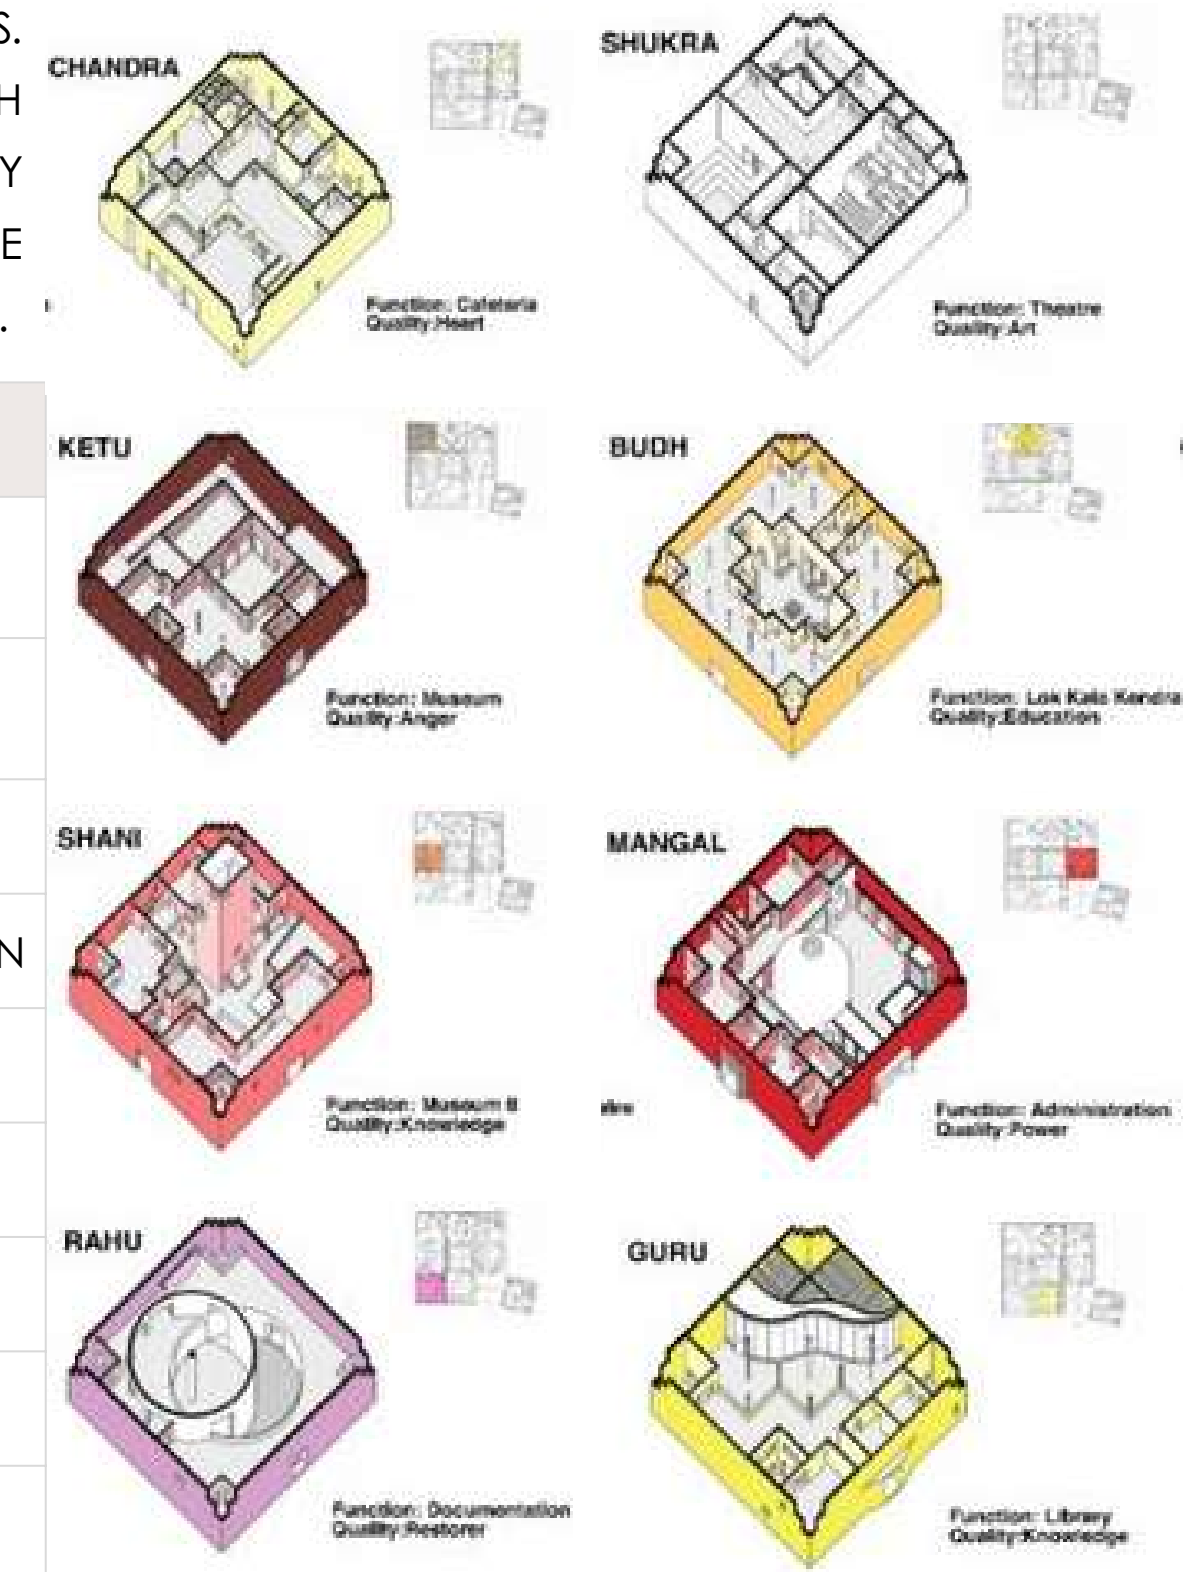 S.
H
Y
E
.
N
CHANDRA
Function: Cafeteria
Quality:Heart
SHUKRA
Function: Theatre
Quality:Art
KETU
Function: Museum
Quality:Anger
BUDH
Function: Lok Kala Kendra
Quality:Education
SHANI
Function: Museum II
Quality:Knowledge
MANGAL
Function: Administration
Quality:Power
RAHU
Function: Documentation
Quality:Restorer
GURU
Function: Library
Quality:Knowledge